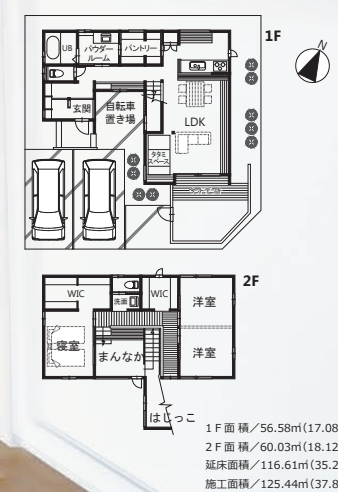 1F
N
UB
パウダー
ルーム
パントリー
玄関
自転車
置き場
LDK
タタミ
スペース
2F
WIC
洗面
WIC
洋室
寝室
まんなか
洋室
はじっこ
1F面積/56.58㎡(17.08
2F面積/60.03㎡(18.12
延床面積/116.61㎡(35.2
施工面積/125.44㎡(37.8